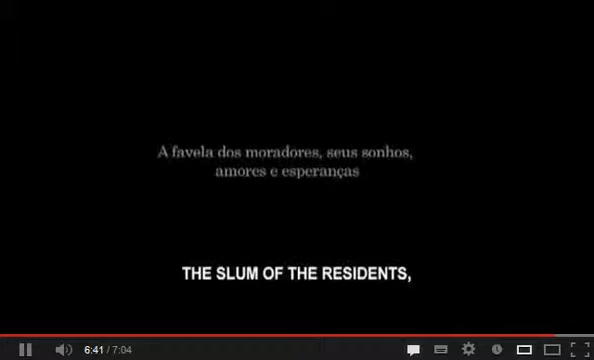 A favela dos moradores, seus sonhos,
amores e esperanças
THE SLUM OF THE RESIDENTS,
6:41 / 7:04